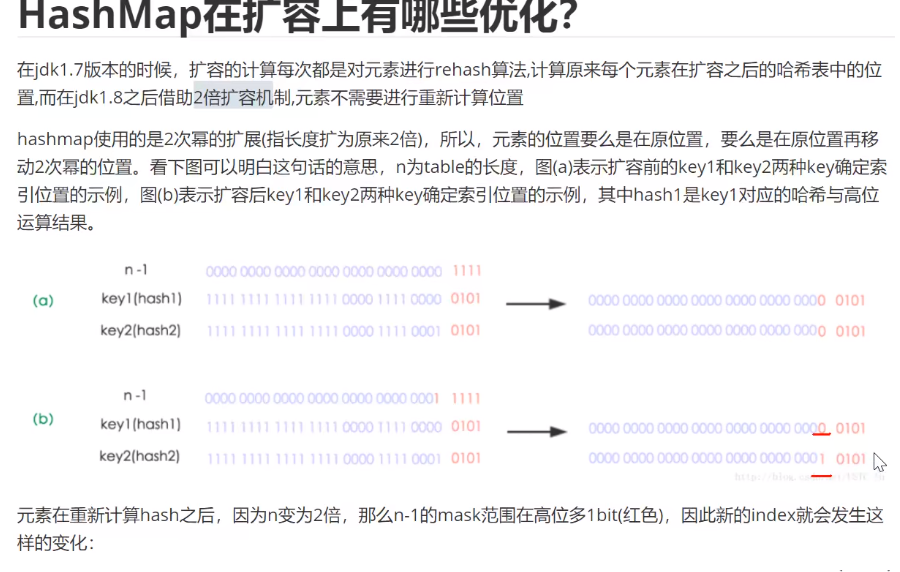 HashMap在扩容上有哪些优化?
在jdk1.7版本的时候，扩容的计算每次都是对元素进行rehash算法,计算原来每个元素在扩容之后的哈希表中的位
置,而在jdk1.8之后借助2倍扩容机制,元素不需要进行重新计算位置
hashmap使用的是2次幂的扩展(指长度扩为原来2倍)，所以，元素的位置要么是在原位置，要么是在原位置再移
动2次幂的位置。看下图可以明白这句话的意思，n为table的长度，图(a)表示扩容前的key1和key2两种key确定索
引位置的示例，图(b)表示扩容后key1和key2两种key确定索引位置的示例，其中hash1是key1对应的哈希与高位
运算结果。
n -1 0000 0000 0000 0000 0000 0000 0000 1111
(a) key1(hash1) 1111 1111 1111 1111 0000 1111 0000 0101 0000 0000 0000 0000 0000 0000 0000 0101
key2(hash2) 1111 1111 1111 1111 0000 1111 0001 0101 0000 0000 0000 0000 0000 0000 0000 0101
n -1 0000 0000 0000 0000 0000 0000 0001 1111
(b) key1(hash1) 1111 1111 1111 1111 0000 1111 0000 0101 0000 0000 0000 0000 0000 0000 0000 0101
key2(hash2) 1111 1111 1111 1111 0000 1111 0001 0101 0000 0000 0000 0000 0000 0000 0001 0101
元素在重新计算hash之后，因为n变为2倍，那么n-1的mask范围在高位多1bit(红色)，因此新的index就会发生这
样的变化：